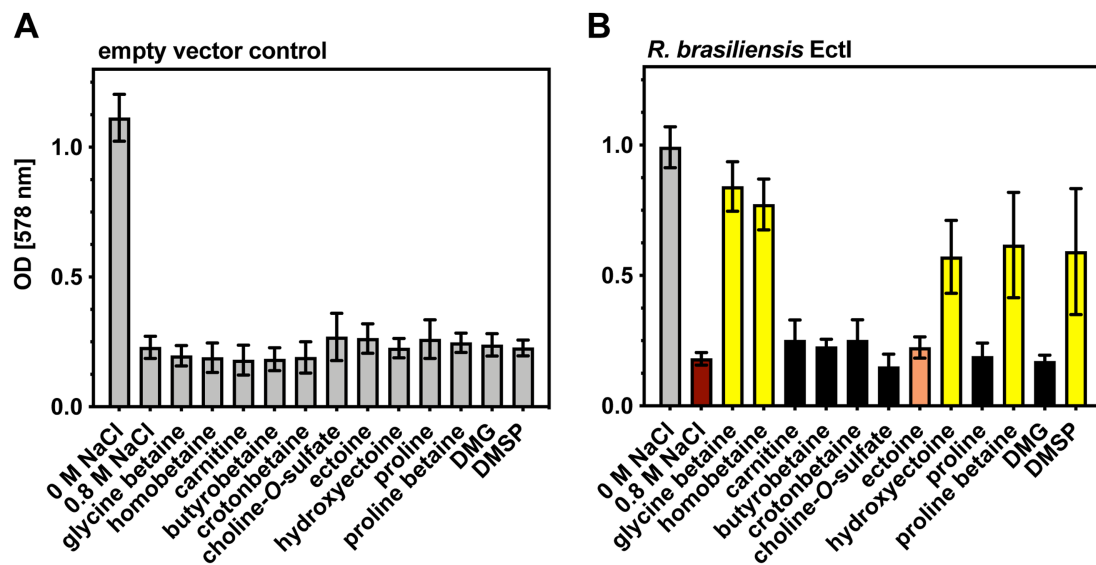 A
empty vector control
OD [578 nm]
1.0
0.5
0.0
0 M NaCl
0.8 M NaCl
glycine betaine
homobetaine
carnitine
butyrobetaine
crotonbetaine
choline-O-sulfate
ectoine
hydroxyectoine
proline
proline betaine
DMG
DMSP
B
R. brasiliensis EctI
1.0
0.5
0.0
0 M NaCl
0.8 M NaCl
glycine betaine
homobetaine
carnitine
butyrobetaine
crotonbetaine
choline-O-sulfate
ectoine
hydroxyectoine
proline
proline betaine
DMG
DMSP